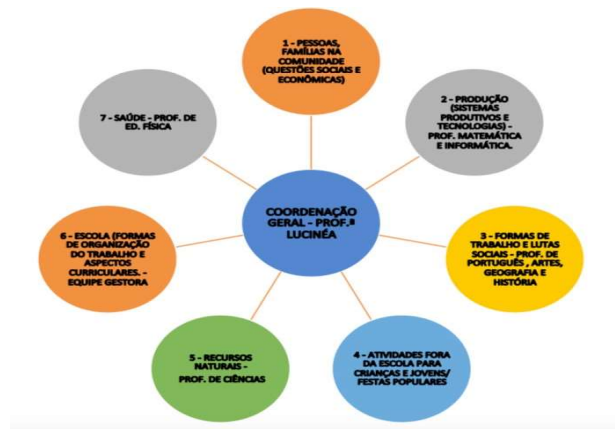 1 - PESSOAS,
FAMÍLIAS NA
COMUNIDADE
(QUESTÕES SOCIAIS E
ECONÔMICAS)
2 - PRODUÇÃO
(SISTEMAS
PRODUTIVOS E
TECNOLOGIAS) -
PROF. MATEMÁTICA
E INFORMÁTICA.
3 - FORMAS DE
TRABALHO E LUTAS
SOCIAIS - PROF. DE
PORTUGUÊS , ARTES,
GEOGRAFIA E
HISTÓRIA
4 - ATIVIDADES FORA
DA ESCOLA PARA
CRIANÇAS E JOVENS/
FESTAS POPULARES
5 - RECURSOS
NATURAIS -
PROF. DE CIÊNCIAS
6 - ESCOLA (FORMAS
DE ORGANIZAÇÃO
DO TRABALHO E
ASPECTOS
CURRICULARES. -
EQUIPE GESTORA
7 - SAÚDE - PROF. DE
ED. FÍSICA
COORDENAÇÃO
GERAL - PROF.ª
LUCINÉA